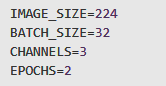 IMAGE_SIZE=224
BATCH_SIZE=32
CHANNELS=3
EPOCHS=2